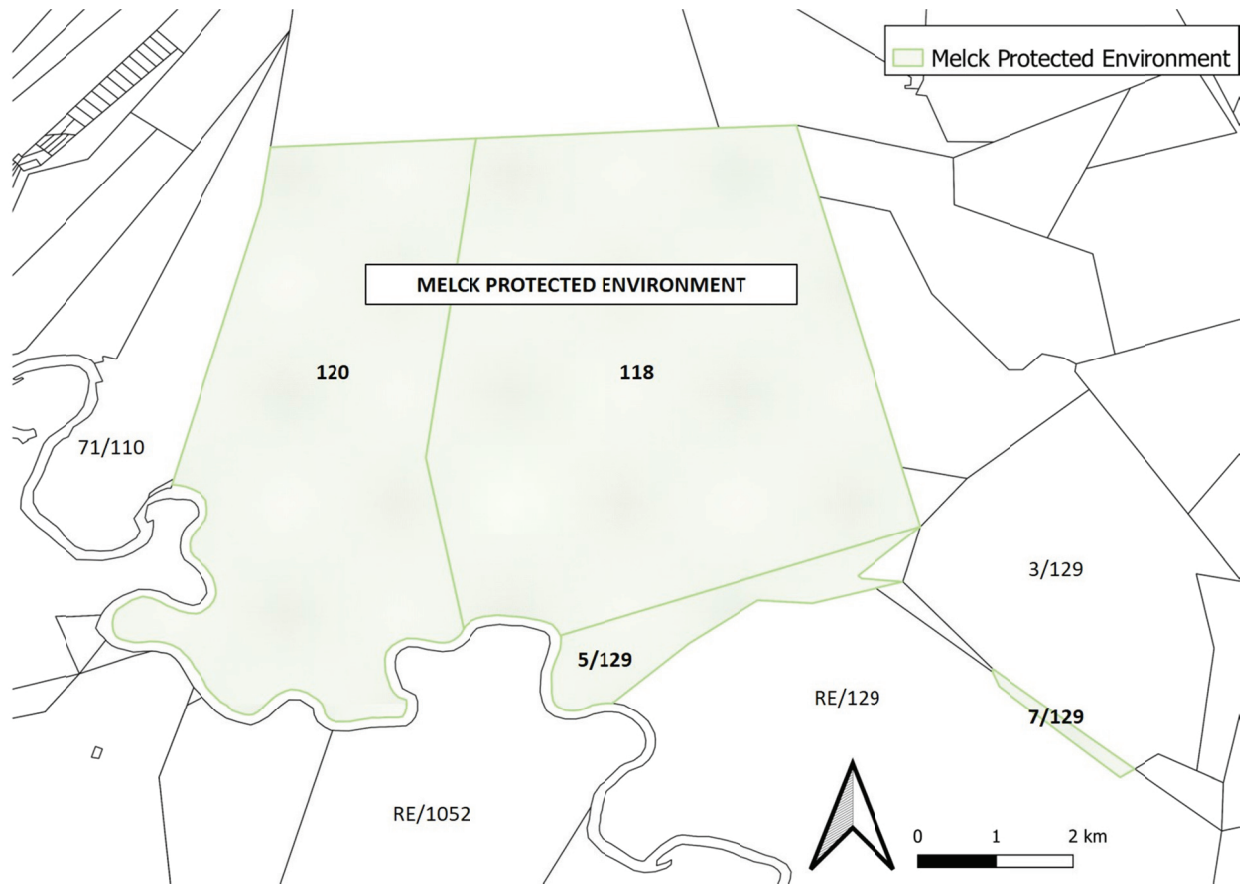 Melck Protected Environment
MELCK PROTECTED ENVIRONMENT
120
118
71/110
3/129
5/129
RE/129
7/129
RE/1052
0 1 2 km